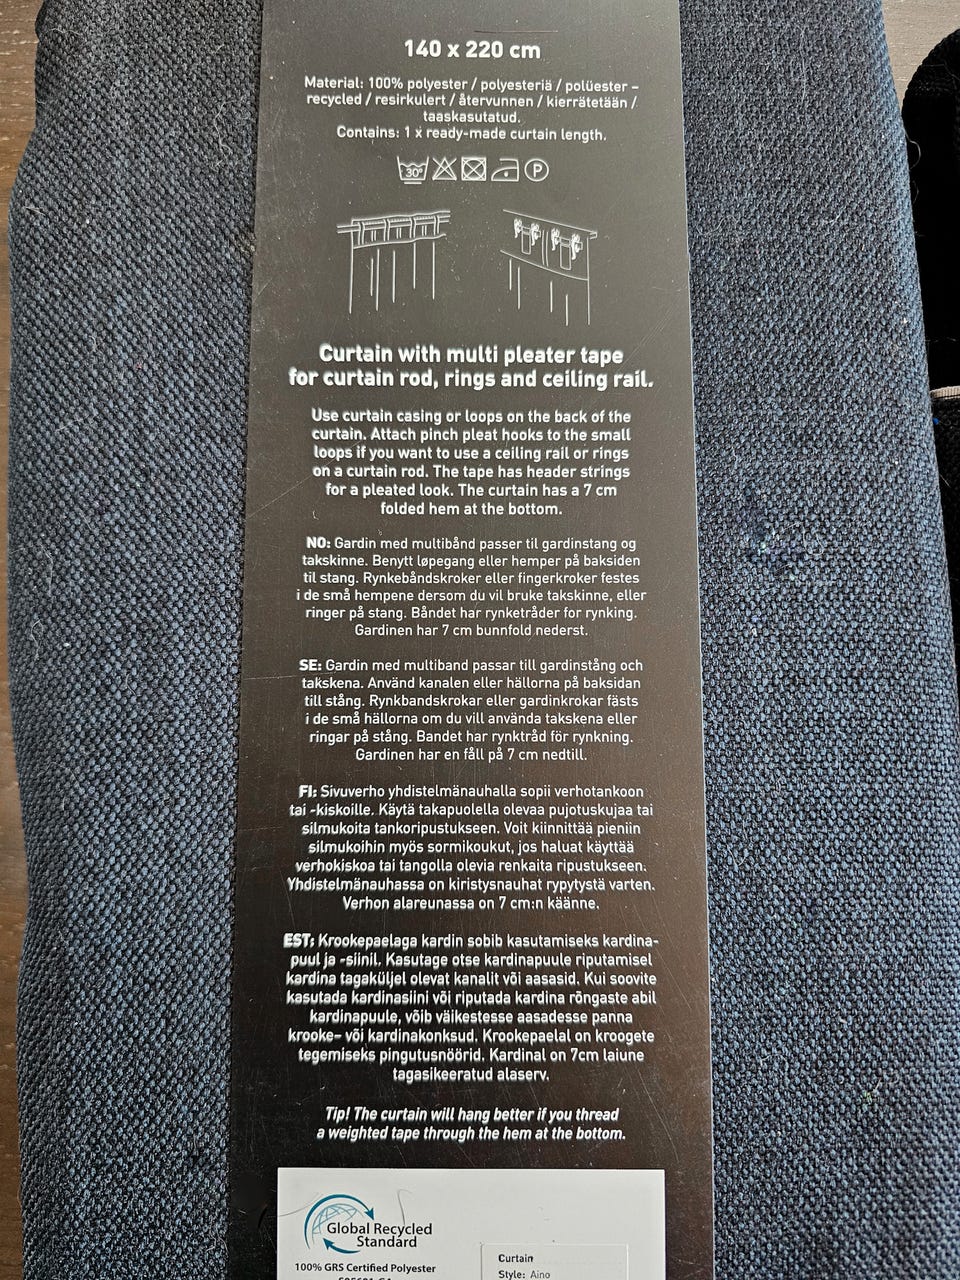 140 x 220 cm
Material: 100% polyester / polyesteriä / polüester –
recycled / resirkulert / återvunnen / kierrätetään /
taaskasutatud.
Contains: 1 x ready-made curtain length.
30°
P
Curtain with multi pleater tape
for curtain rod, rings and ceiling rail.
Use curtain casing or loops on the back of the
curtain. Attach pinch pleat hooks to the small
loops if you want to use a ceiling rail or rings
on a curtain rod. The tape has header strings
for a pleated look. The curtain has a 7 cm
folded hem at the bottom.
NO: Gardin med multibånd passer til gardinstang og
takskinne. Benytt løpegang eller hemper på baksiden
til stang. Rynkebåndskroker eller fingerkroker festes
i de små hempene dersom du vil bruke takskinne, eller
ringer på stang. Båndet har rynketråder for rynking.
Gardinen har 7 cm bunnfold nederst.
SE: Gardin med multiband passar till gardinstång och
takskena. Använd kanalen eller hällorna på baksidan
till stång. Rynkbandskrokar eller gardinkrokar fästs
i de små hällorna om du vill använda takskena eller
ringar på stång. Bandet har rynktråd för rynkning.
Gardinen har en fåll på 7 cm nedtill.
FI: Sivuverho yhdistelmänauhalla sopii verhotankoon
tai -kiskoille. Käytä takapuolella olevaa pujotuskujaa tai
silmukoita tankoripustukseen. Voit kiinnittää pieniin
silmukoihin myös sormikoukut, jos haluat käyttää
verhokiskoa tai tangolla olevia renkaita ripustukseen.
Yhdistelmänauhassa on kiristysnauhat rypytystä varten.
Verhon alareunassa on 7 cm:n käänne.
EST: Krookepaelaga kardin sobib kasutamiseks kardina-
puul ja -siinil. Kasutage otse kardinapuule riputamisel
kardina tagaküljel olevat kanalit või aasasid. Kui soovite
kasutada kardinasiini või riputada kardina rõngaste abil
kardinapuule, võib väikestesse aasadesse panna
krooke- või kardinakonksud. Krookepaelal on kroogete
tegemiseks pingutusnöörid. Kardinal on 7cm laiune
tagasikeeratud alaserv.
Tip! The curtain will hang better if you thread
a weighted tape through the hem at the bottom.
Global Recycled
Standard
100% GRS Certified Polyester
Curtain
Style: Aino